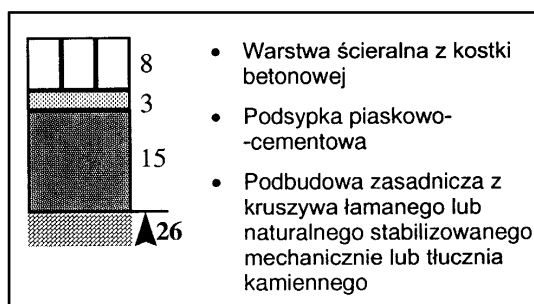 8
3
15
26
• Warstwa ścieralna z kostki
betonowej
• Podsypka piaskowo-
-cementowa
• Podbudowa zasadnicza z
kruszywa łamanego lub
naturalnego stabilizowanego
mechanicznie lub tłucznia
kamiennego